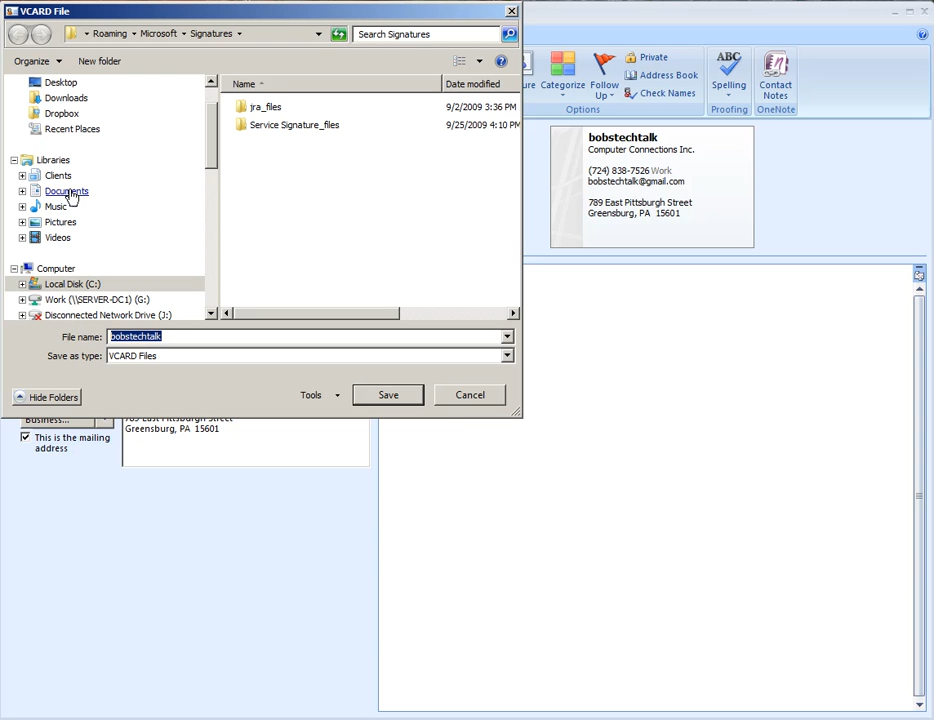 VCARD File
Roaming
Microsoft
Signatures
Search Signatures
Organize
New folder
Desktop
Downloads
Dropbox
Recent Places
Libraries
Clients
Documents
Music
Pictures
Videos
Computer
Local Disk (C:)
Work (\\SERVER-DC1) (G:)
Disconnected Network Drive (J:)
Name
Date modified
jra_files
9/2/2009 3:36 PM
Service Signature_files
9/25/2009 4:10 PM
File name:
bobstechtalk
Save as type:
VCARD Files
Hide Folders
Tools
Save
Cancel
Categorize
Follow
Up
Private
Address Book
Check Names
Options
ABC
Spelling
Proofing
Contact
Notes
OneNote
bobstechtalk
Computer Connections Inc.
(724) 838-7526 Work
bobstechtalk@gmail.com
789 East Pittsburgh Street
Greensburg, PA 15601
Business...
This is the mailing
address
Greensburg, PA 15601